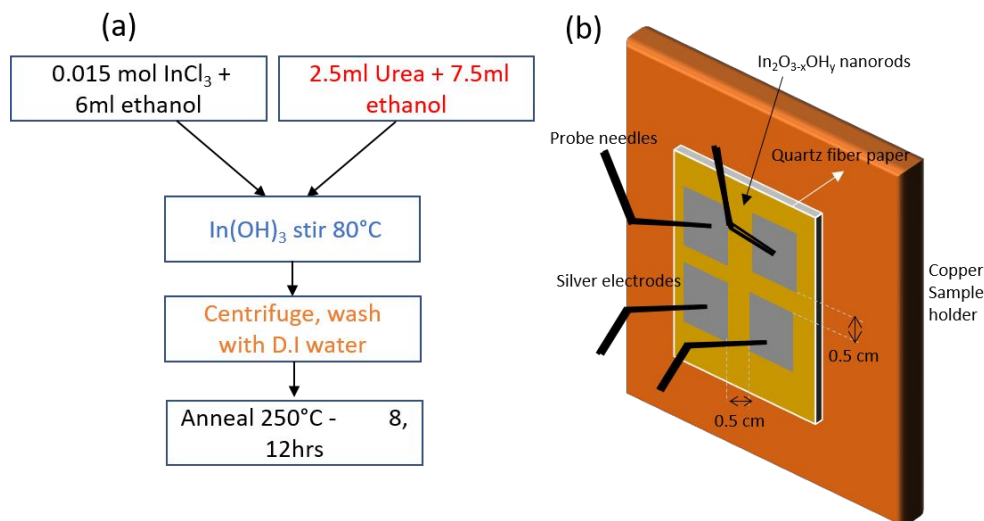 (a)
0.015 mol InCl₃ +
6ml ethanol
2.5ml Urea + 7.5ml
ethanol
In(OH)₃ stir 80°C
Centrifuge, wash
with D.I water
Anneal 250°C - 8,
12hrs
(b)
In₂O₃₋ₓOHᵧ nanorods
Probe needles
Quartz fiber paper
Silver electrodes
Copper
Sample
holder
0.5 cm
0.5 cm